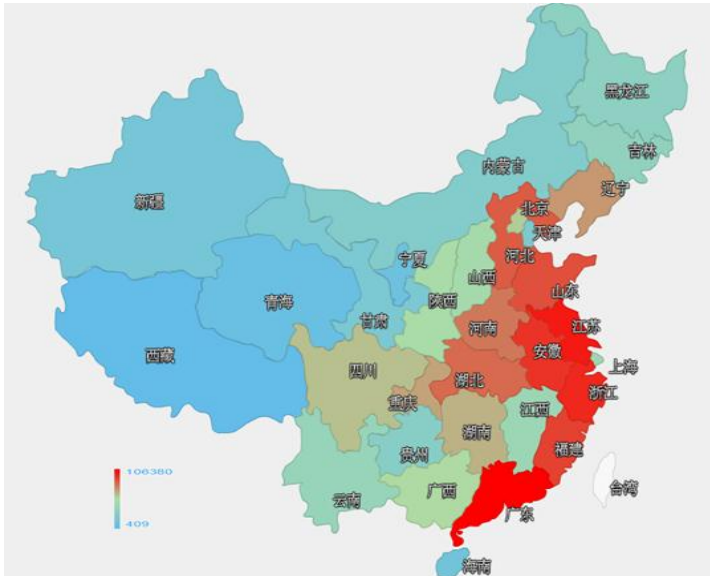 黑龙江
吉林
内蒙古
辽宁
新疆
北京
天津
宁夏
河北
山西
山东
青海
陕西
甘肃
河南
江苏
西藏
安徽
四川
上海
湖北
浙江
重庆
江西
湖南
福建
贵州
106380
台湾
广西
云南
广东
409
海南